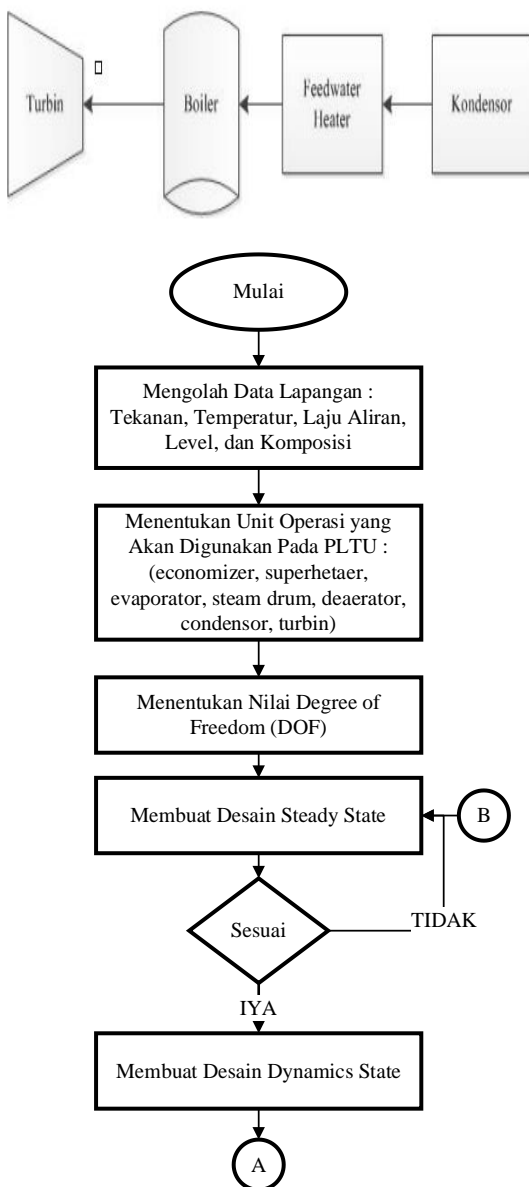 Turbin
Boiler
Feedwater
Heater
Kondensor
Mulai
Mengolah Data Lapangan :
Tekanan, Temperatur, Laju Aliran,
Level, dan Komposisi
Menentukan Unit Operasi yang
Akan Digunakan Pada PLTU :
(economizer, superhetaer,
evaporator, steam drum, deaerator,
condensor, turbin)
Menentukan Nilai Degree of
Freedom (DOF)
Membuat Desain Steady State
B
Sesuai
TIDAK
IYA
Membuat Desain Dynamics State
A